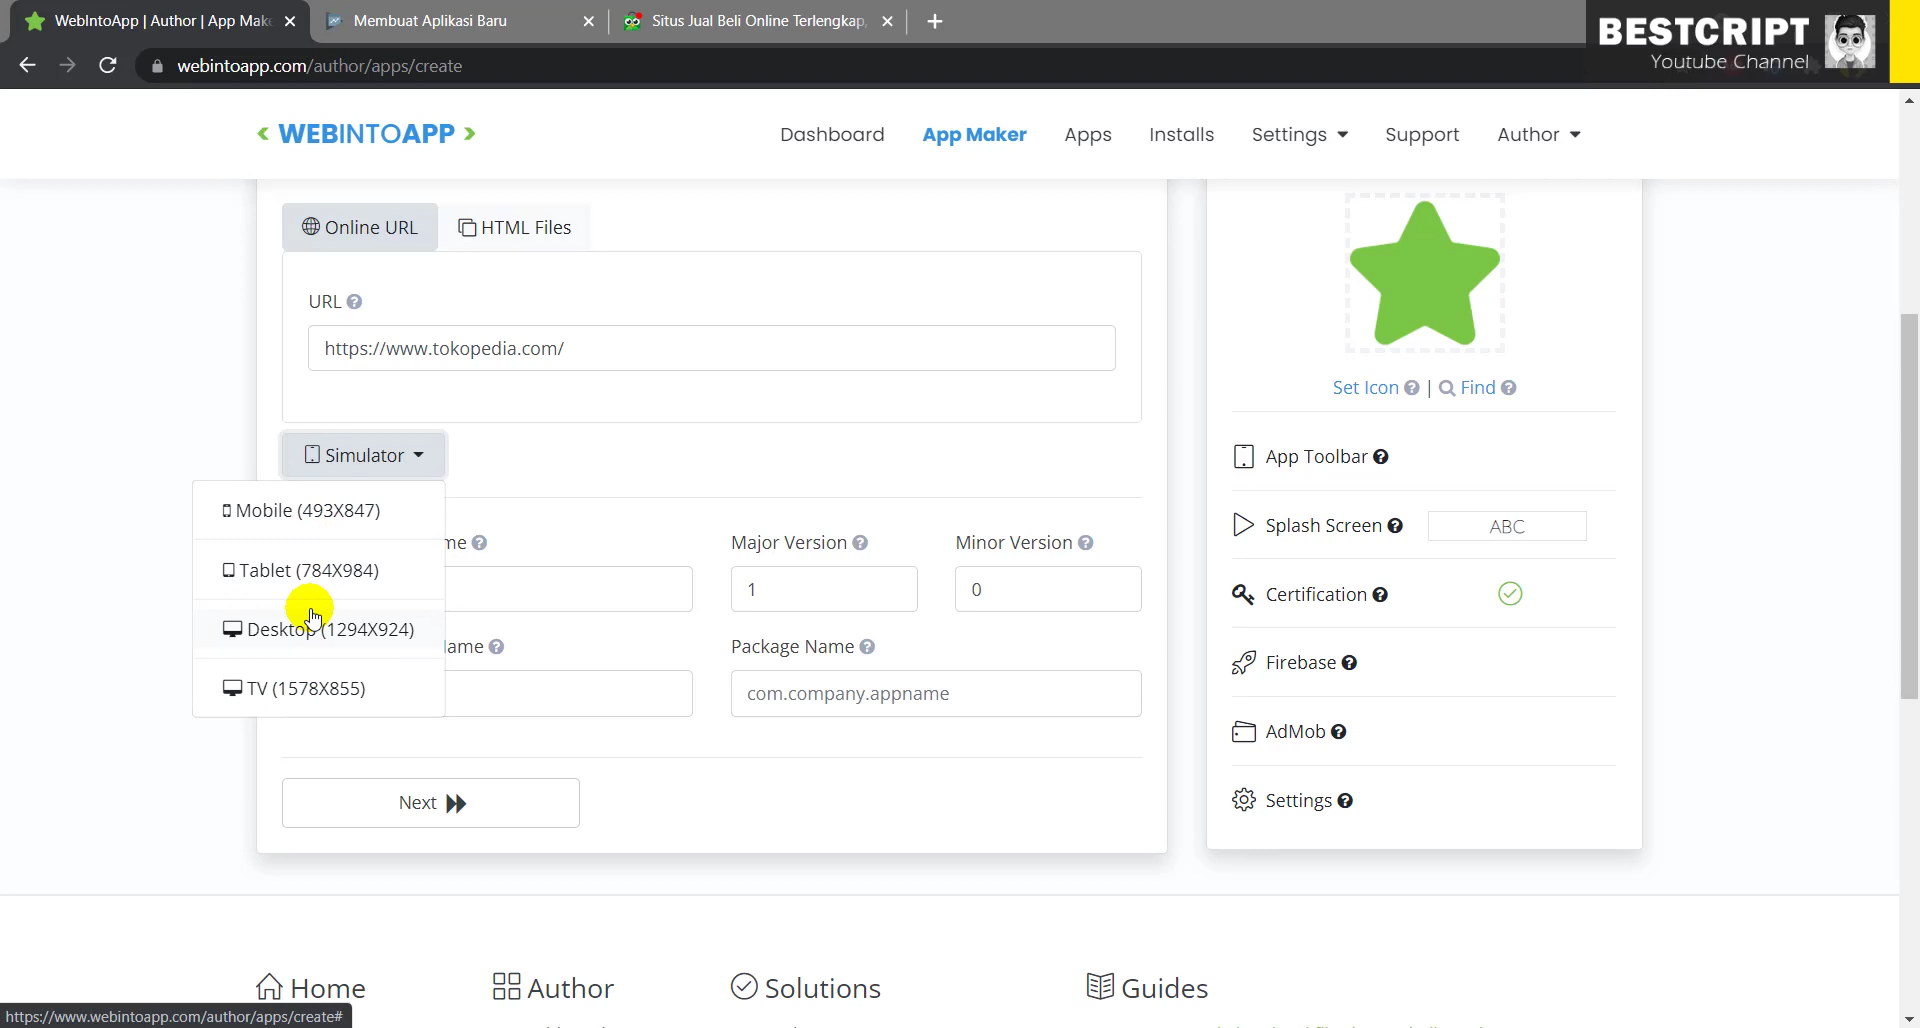 WebIntoApp | Author | App Make
Membuat Aplikasi Baru
Situs Jual Beli Online Terlengkap,
BESTCRIPT
Youtube Channel
webintoapp.com/author/apps/create
< WEBINTOAPP >
Dashboard
App Maker
Apps
Installs
Settings
Support
Author
Online URL
HTML Files
URL
https://www.tokopedia.com/
Set Icon | Find
Simulator
App Toolbar
Mobile (493X847)
Splash Screen
ABC
me
Major Version
Minor Version
Tablet (784X984)
1
0
Certification
Desktop (1294X924)
ame
Package Name
Firebase
TV (1578X855)
com.company.appname
AdMob
Next
Settings
Home
Author
Solutions
Guides
https://www.webintoapp.com/author/apps/create#